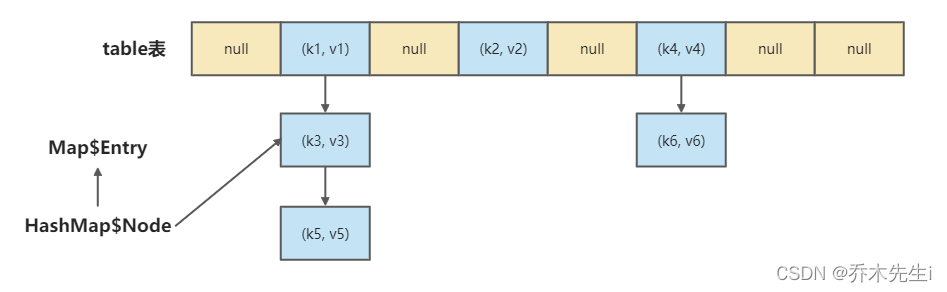 table表 null (k1, v1) null (k2, v2) null (k4, v4) null null
(k3, v3) (k6, v6)
Map$Entry
HashMap$Node
(k5, v5)
CSDN @乔木先生i